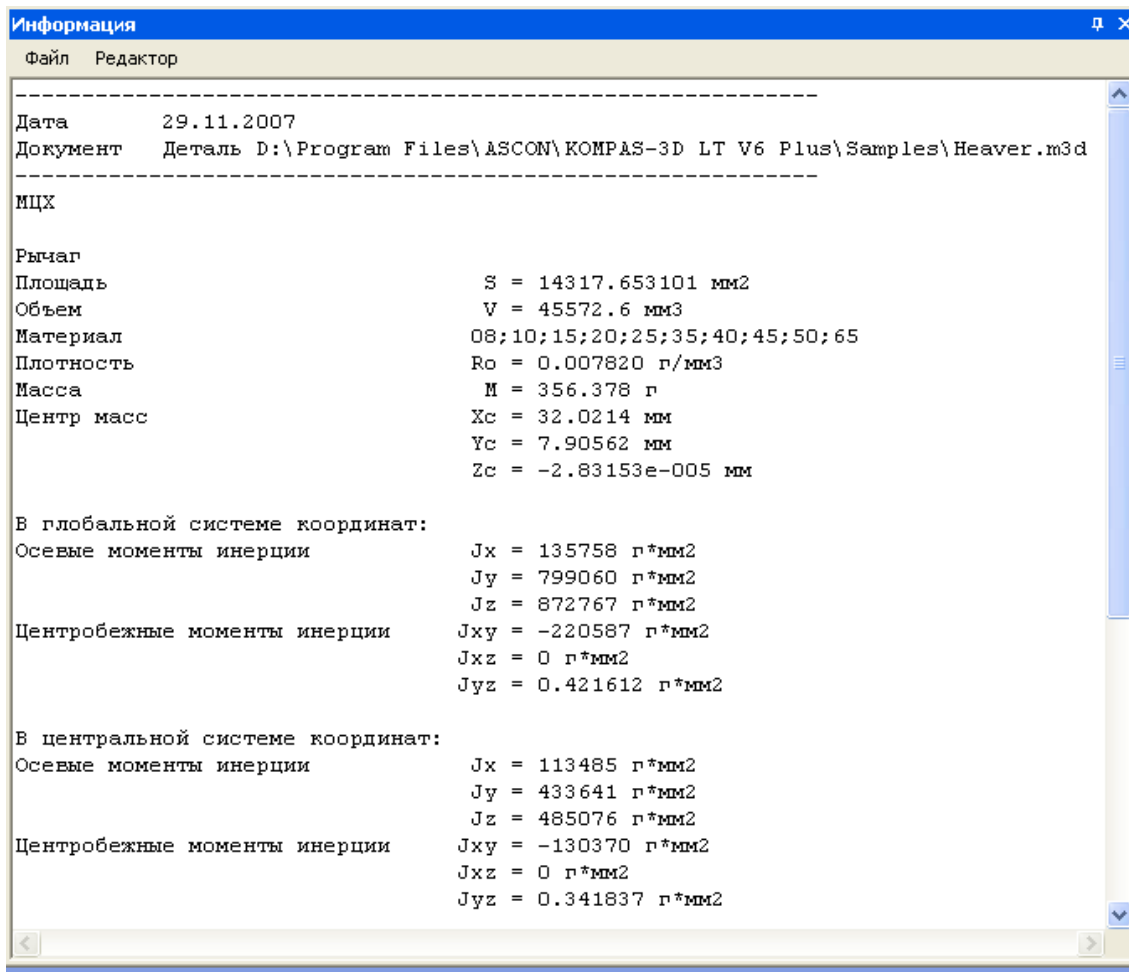 Информация
Файл Редактор
------------------------------------------------------------
Дата 29.11.2007
Документ Деталь D:\Program Files\ASCON\KOMPAS-3D LT V6 Plus\Samples\Heaver.m3d
------------------------------------------------------------
МЦХ
Рычаг
Площадь S = 14317.653101 мм2
Объем V = 45572.6 мм3
Материал 08;10;15;20;25;35;40;45;50;65
Плотность Ro = 0.007820 г/мм3
Масса M = 356.378 г
Центр масс Xc = 32.0214 мм
Yc = 7.90562 мм
Zc = -2.83153e-005 мм
В глобальной системе координат:
Осевые моменты инерции Jx = 135758 г*мм2
Jy = 799060 г*мм2
Jz = 872767 г*мм2
Центробежные моменты инерции Jxy = -220587 г*мм2
Jxz = 0 г*мм2
Jyz = 0.421612 г*мм2
В центральной системе координат:
Осевые моменты инерции Jx = 113485 г*мм2
Jy = 433641 г*мм2
Jz = 485076 г*мм2
Центробежные моменты инерции Jxy = -130370 г*мм2
Jxz = 0 г*мм2
Jyz = 0.341837 г*мм2